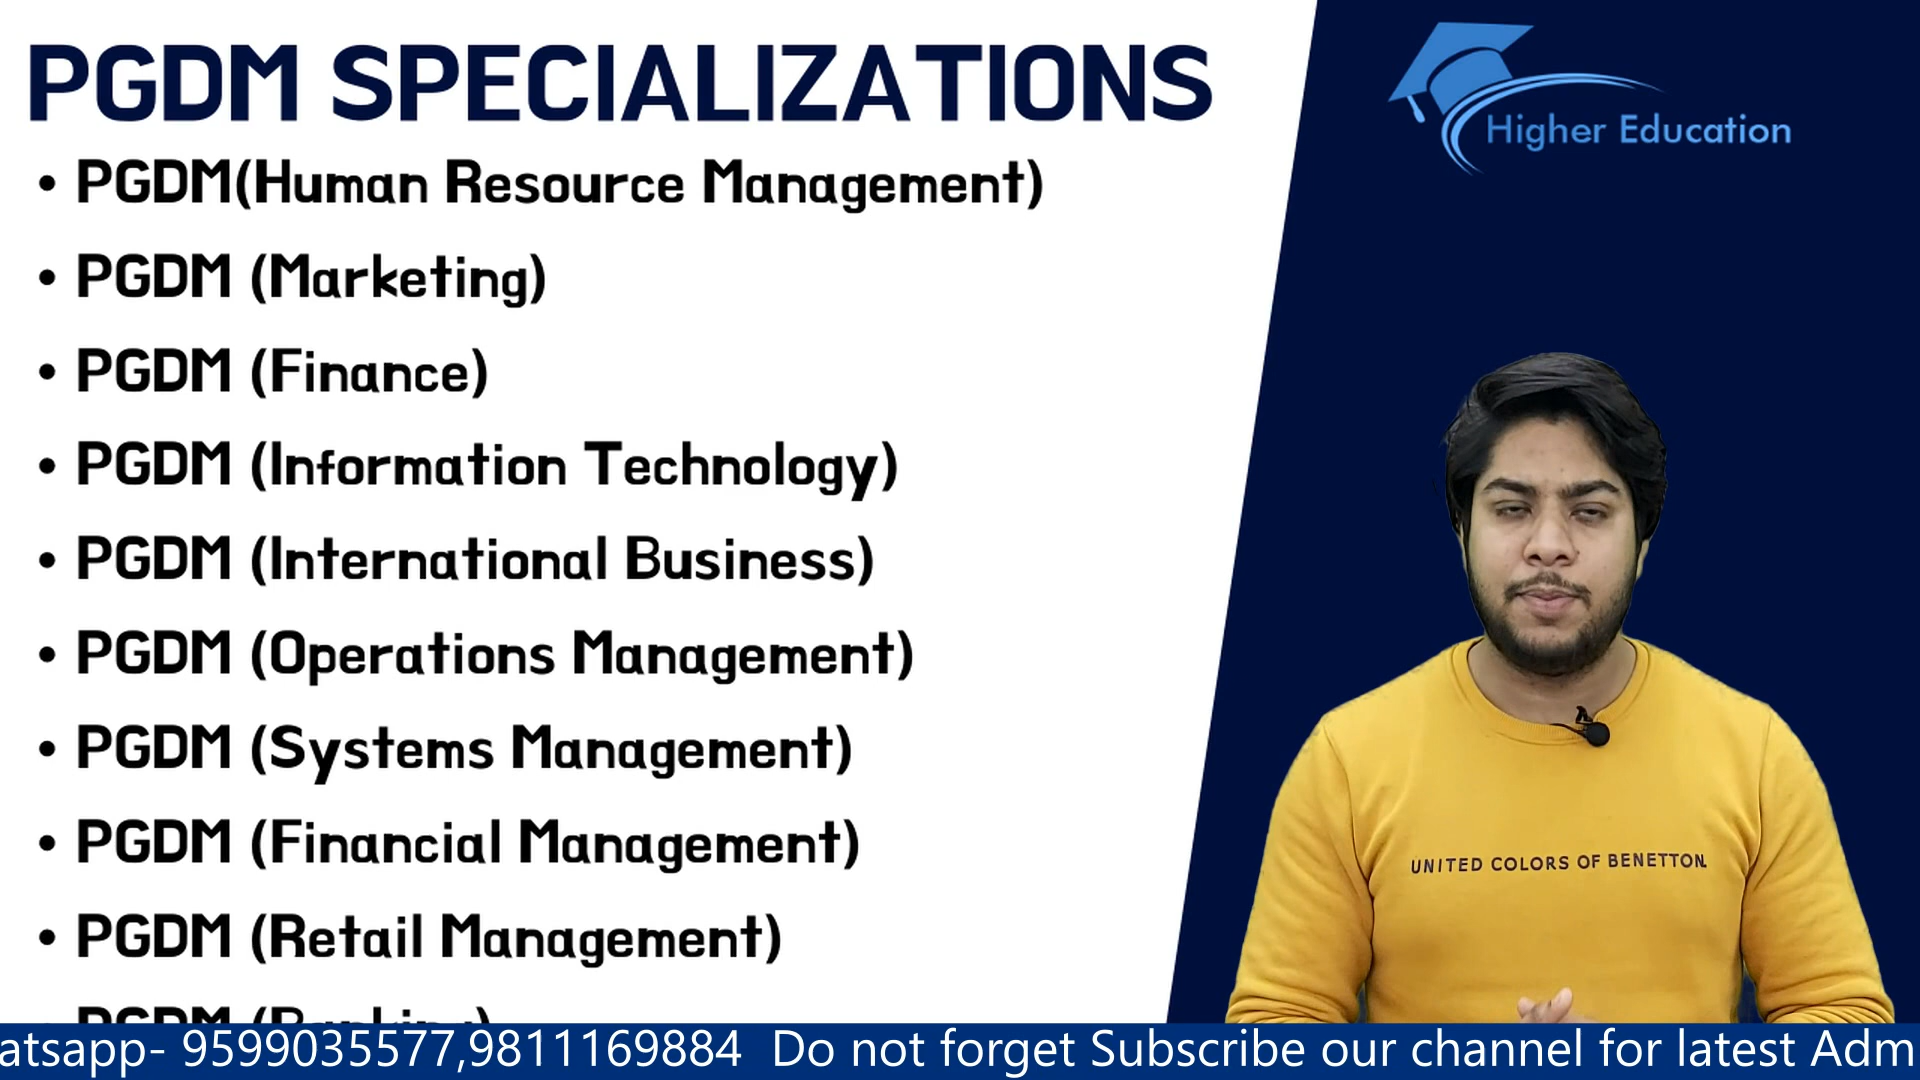 PGDM SPECIALIZATIONS
• PGDM(Human Resource Management)
• PGDM (Marketing)
• PGDM (Finance)
• PGDM (Information Technology)
• PGDM (International Business)
• PGDM (Operations Management)
• PGDM (Systems Management)
• PGDM (Financial Management)
• PGDM (Retail Management)
• PGDM (Banking)
Higher Education
UNITED COLORS OF BENETTON.
atsapp- 9599035577,9811169884 Do not forget Subscribe our channel for latest Adm